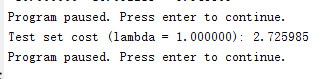 Program paused. Press enter to continue.
Test set cost (lambda = 1.000000): 2.725985
Program paused. Press enter to continue.